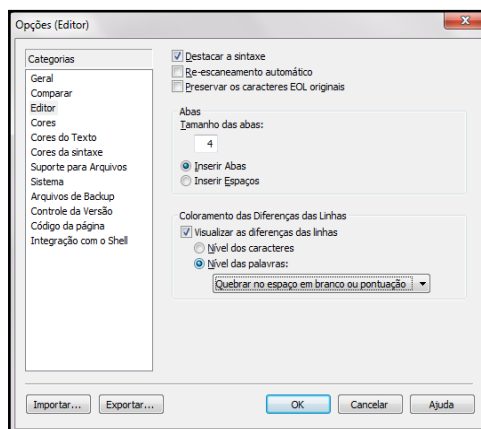 Opções (Editor)
Categorias
Geral
Comparar
Editor
Cores
Cores do Texto
Cores da sintaxe
Suporte para Arquivos
Sistema
Arquivos de Backup
Controle da Versão
Código da página
Integração com o Shell
Destacar a sintaxe
Re-escaneamento automático
Preservar os caracteres EOL originais
Abas
Tamanho das abas:
4
Inserir Abas
Inserir Espaços
Coloramento das Diferenças das Linhas
Visualizar as diferenças das linhas
Nível dos caracteres
Nível das palavras:
Quebrar no espaço em branco ou pontuação
Importar...
Exportar...
OK
Cancelar
Ajuda